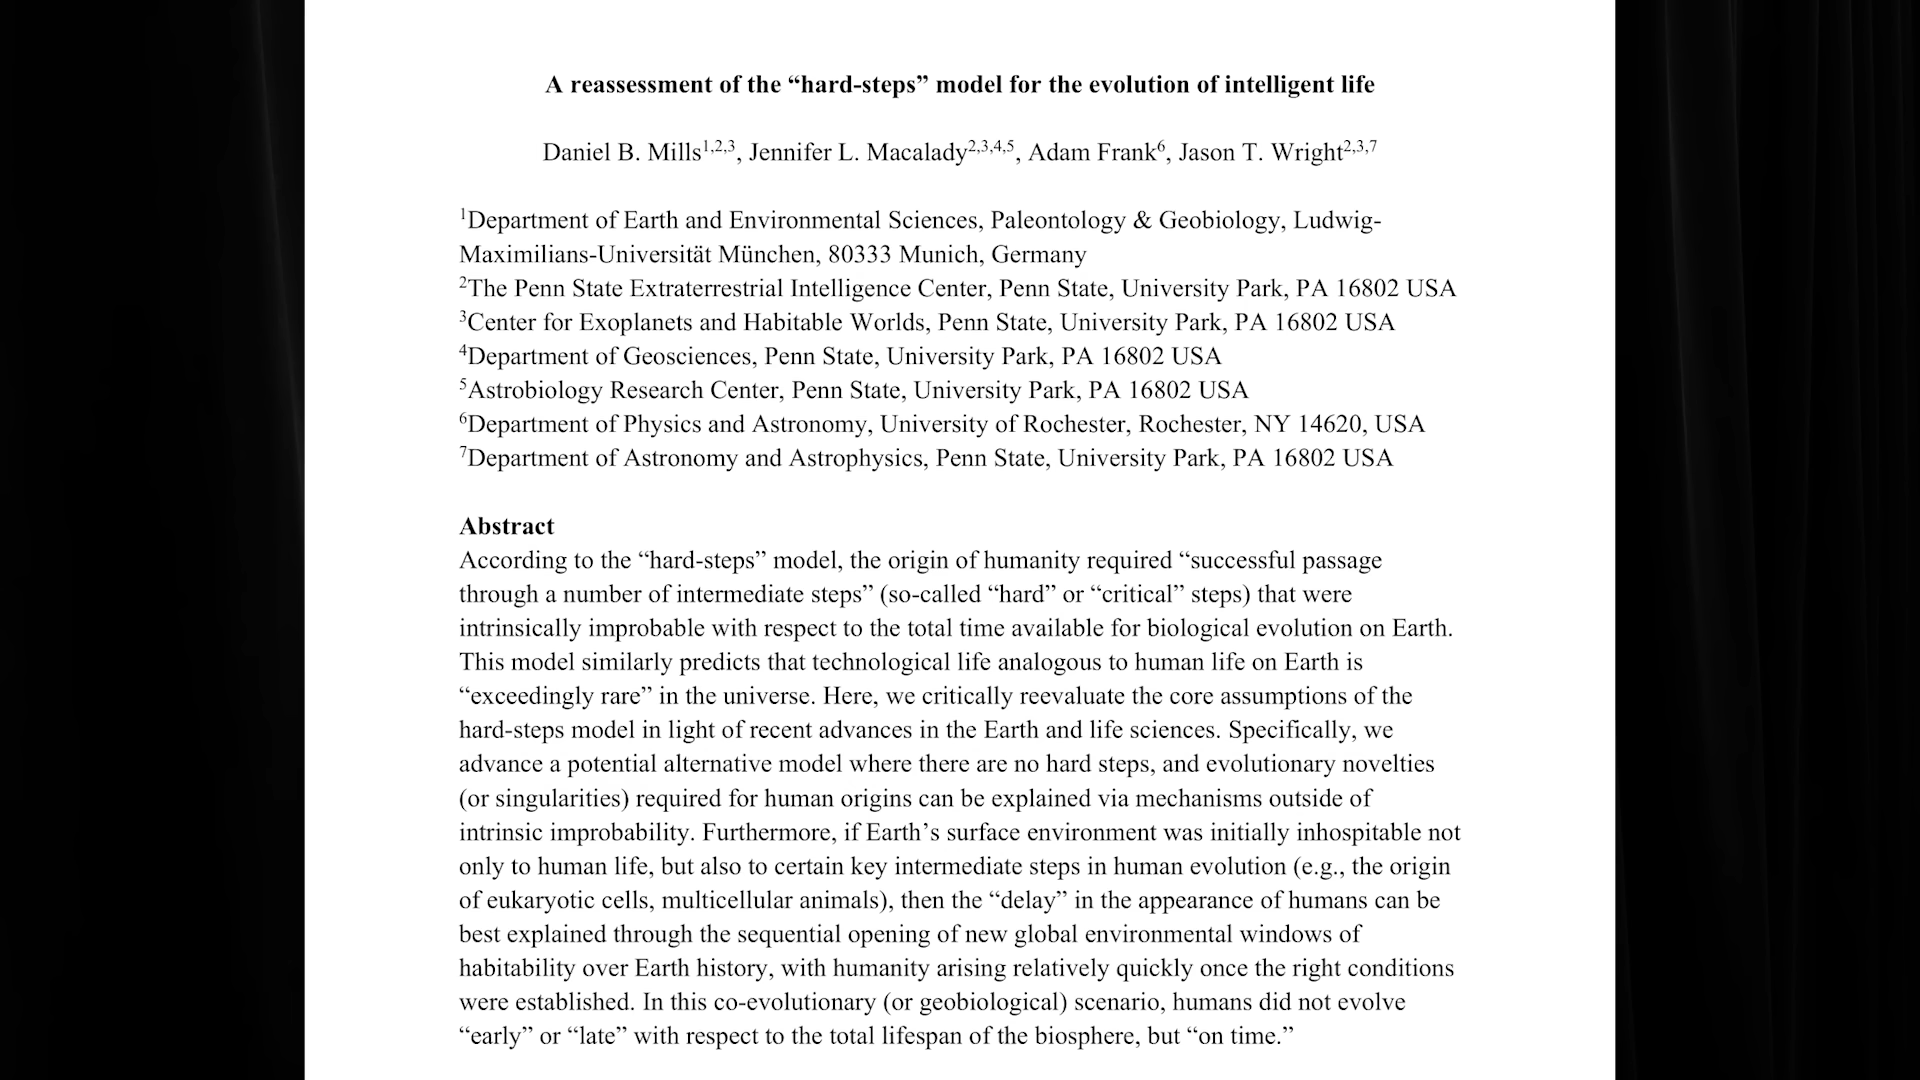 A reassessment of the “hard-steps” model for the evolution of intelligent life
Daniel B. Mills1,2,3, Jennifer L. Macalady2,3,4,5, Adam Frank6, Jason T. Wright2,3,7
1Department of Earth and Environmental Sciences, Paleontology & Geobiology, Ludwig-
Maximilians-Universität München, 80333 Munich, Germany
2The Penn State Extraterrestrial Intelligence Center, Penn State, University Park, PA 16802 USA
3Center for Exoplanets and Habitable Worlds, Penn State, University Park, PA 16802 USA
4Department of Geosciences, Penn State, University Park, PA 16802 USA
5Astrobiology Research Center, Penn State, University Park, PA 16802 USA
6Department of Physics and Astronomy, University of Rochester, Rochester, NY 14620, USA
7Department of Astronomy and Astrophysics, Penn State, University Park, PA 16802 USA
Abstract
According to the “hard-steps” model, the origin of humanity required “successful passage
through a number of intermediate steps” (so-called “hard” or “critical” steps) that were
intrinsically improbable with respect to the total time available for biological evolution on Earth.
This model similarly predicts that technological life analogous to human life on Earth is
“exceedingly rare” in the universe. Here, we critically reevaluate the core assumptions of the
hard-steps model in light of recent advances in the Earth and life sciences. Specifically, we
advance a potential alternative model where there are no hard steps, and evolutionary novelties
(or singularities) required for human origins can be explained via mechanisms outside of
intrinsic improbability. Furthermore, if Earth’s surface environment was initially inhospitable not
only to human life, but also to certain key intermediate steps in human evolution (e.g., the origin
of eukaryotic cells, multicellular animals), then the “delay” in the appearance of humans can be
best explained through the sequential opening of new global environmental windows of
habitability over Earth history, with humanity arising relatively quickly once the right conditions
were established. In this co-evolutionary (or geobiological) scenario, humans did not evolve
“early” or “late” with respect to the total lifespan of the biosphere, but “on time.”